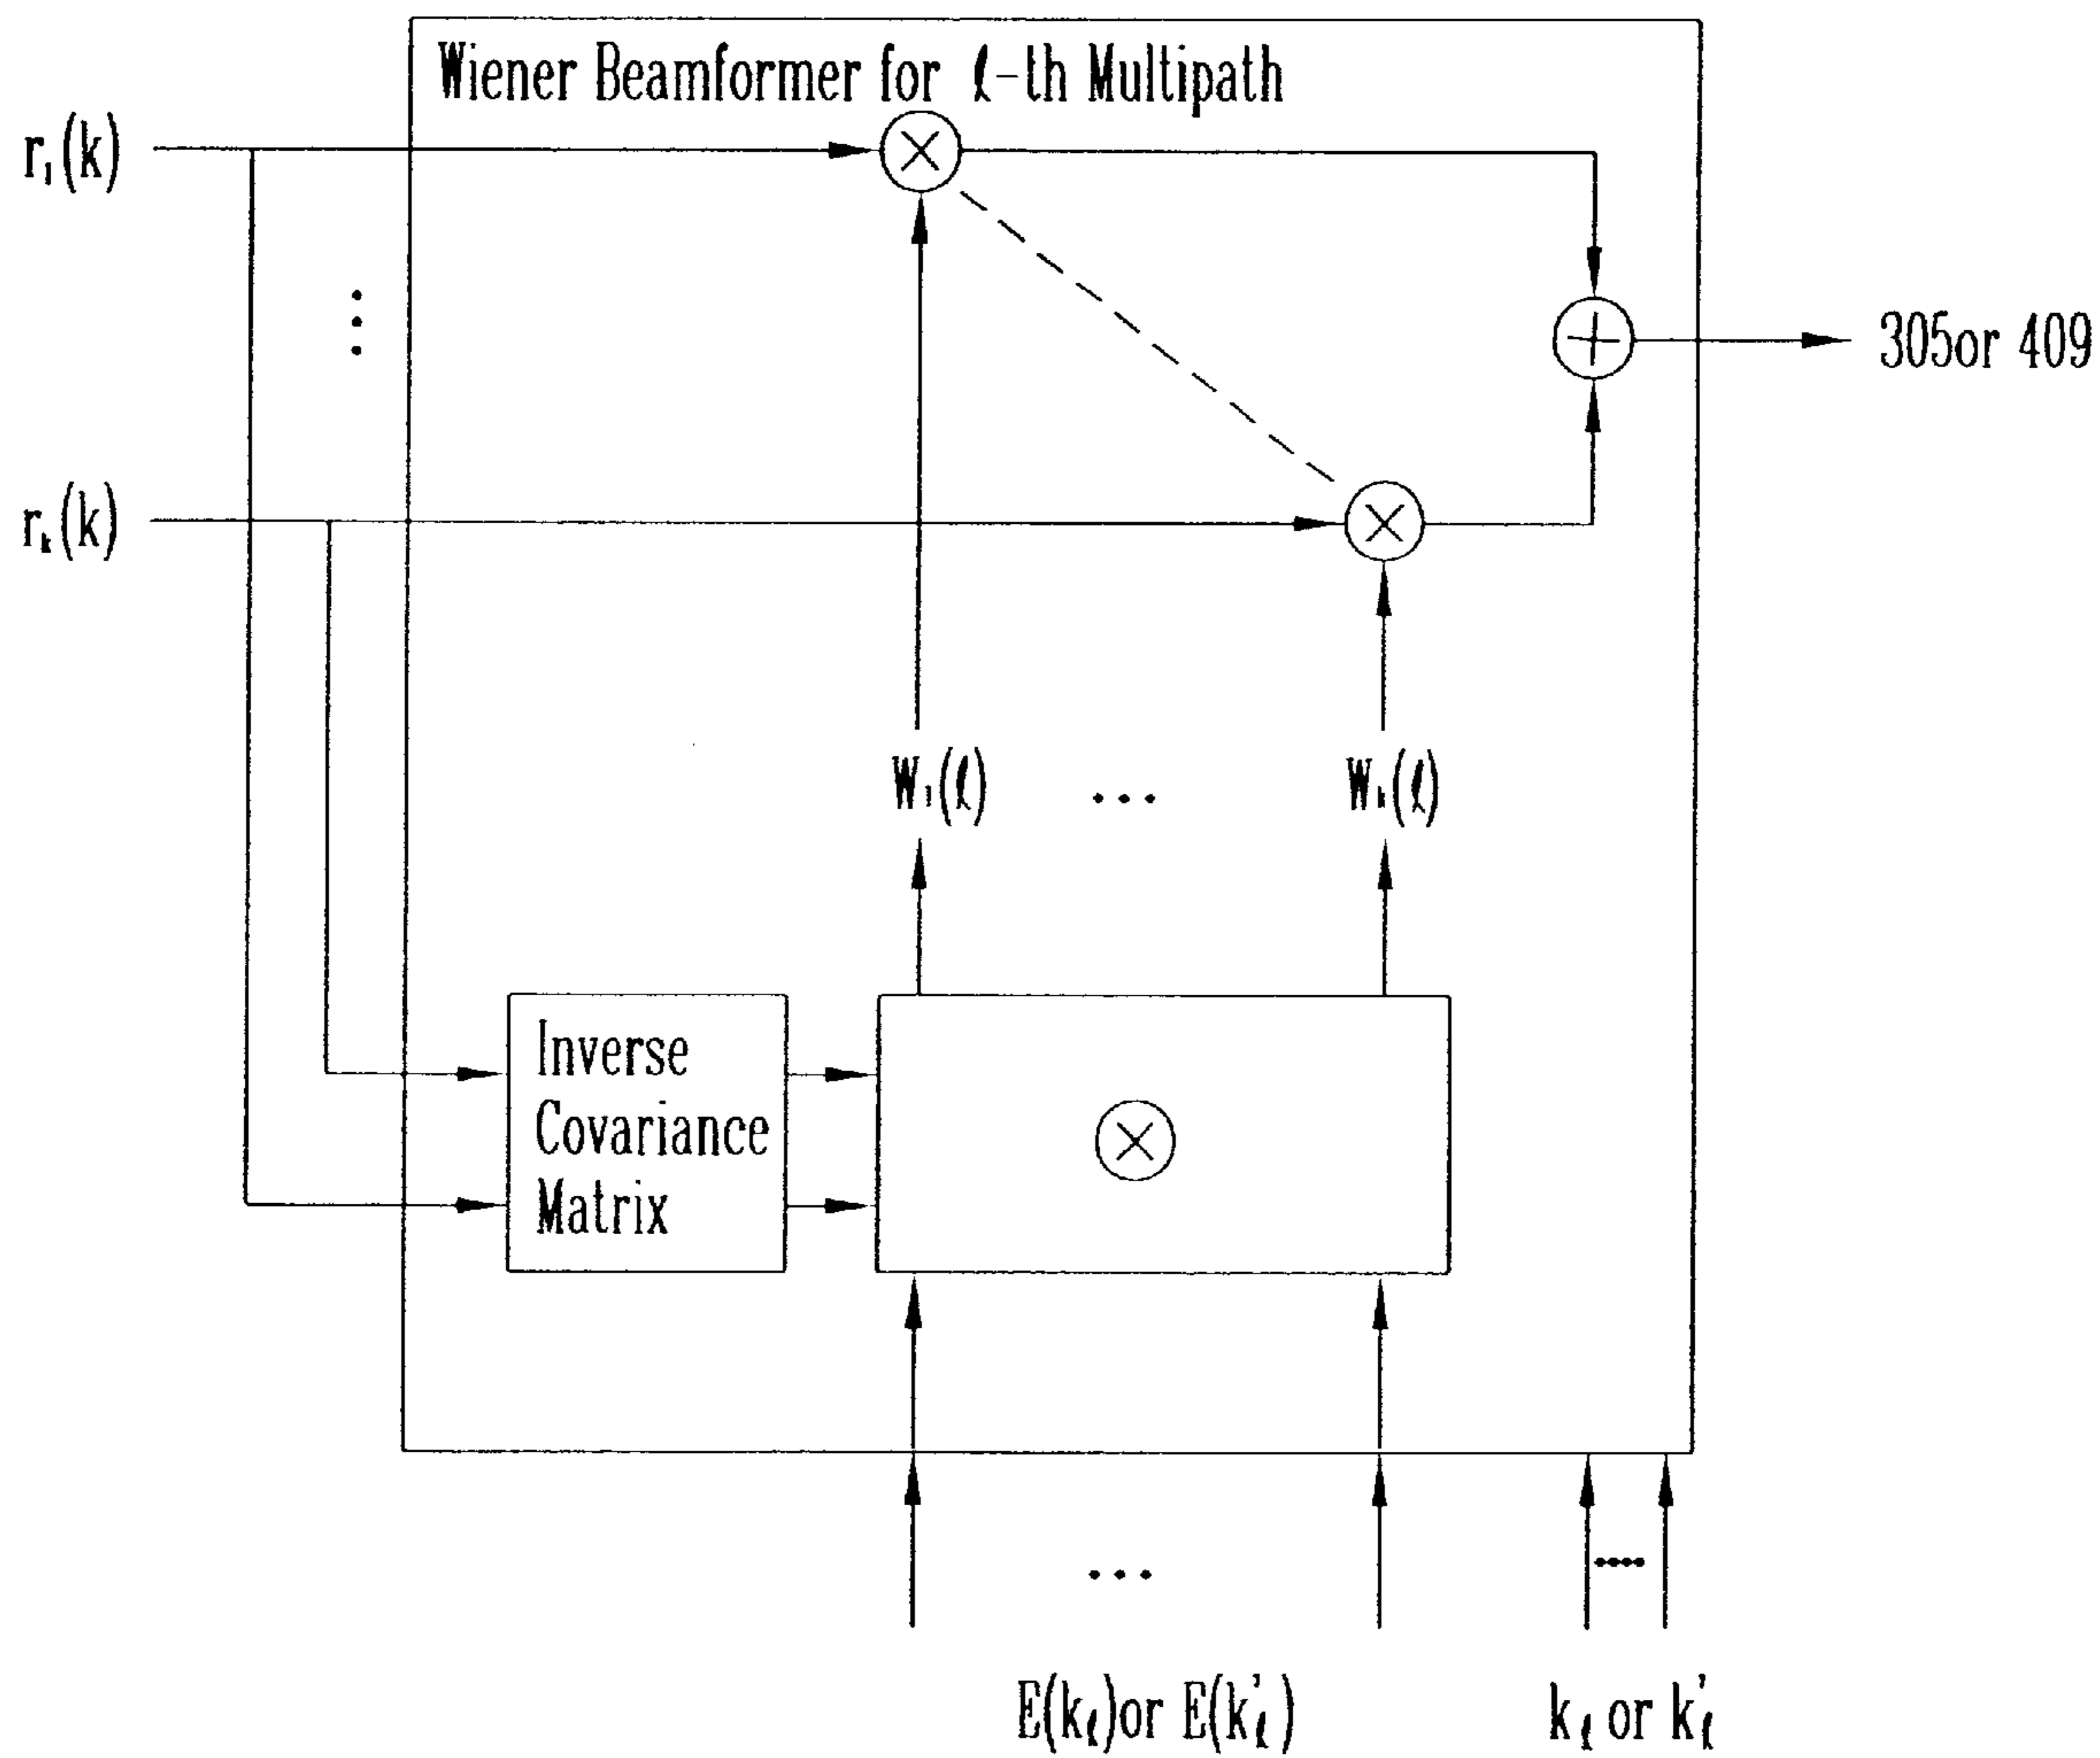 Wiener Beamformer for ℓ-th Multipath
r₁(k)
305or 409
rₖ(k)
W₁(ℓ) ... Wₖ(ℓ)
Inverse
Covariance
Matrix
E(kℓ)or E(k'ℓ)
kℓ or k'ℓ